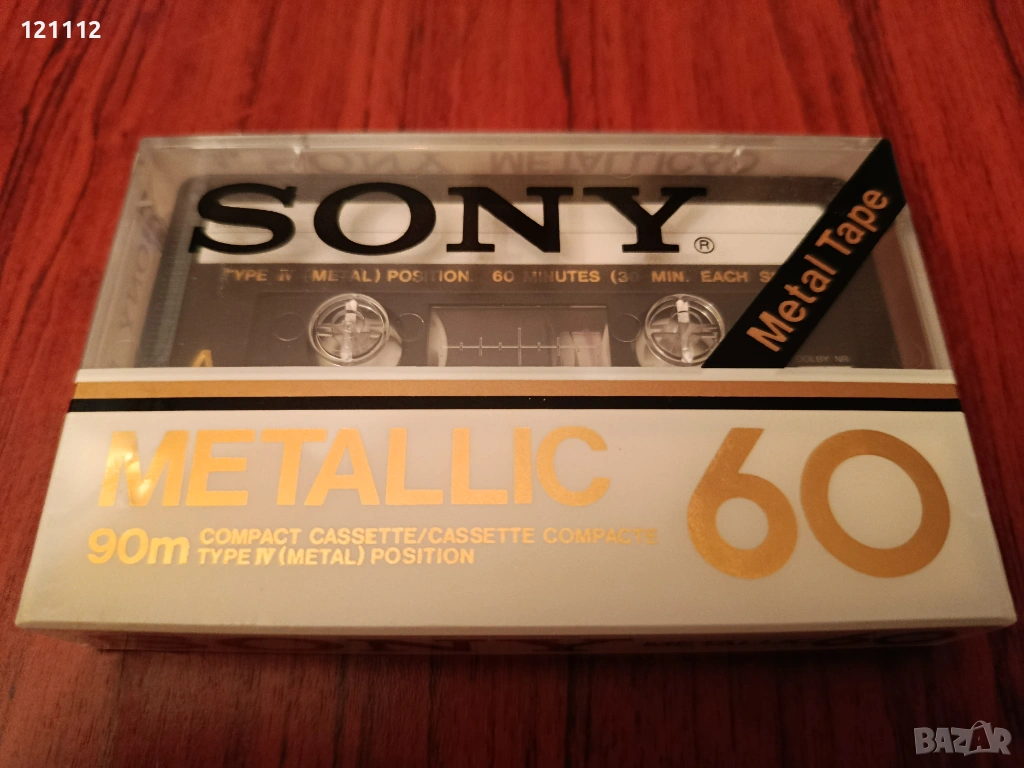 121112
SONY®
Metal Tape
TYPE IV (METAL) POSITION. 60 MINUTES (30 MIN. EACH
A
METALLIC 60
90m COMPACT CASSETTE/CASSETTE COMPACTE
TYPE IV (METAL) POSITION
BAZAR